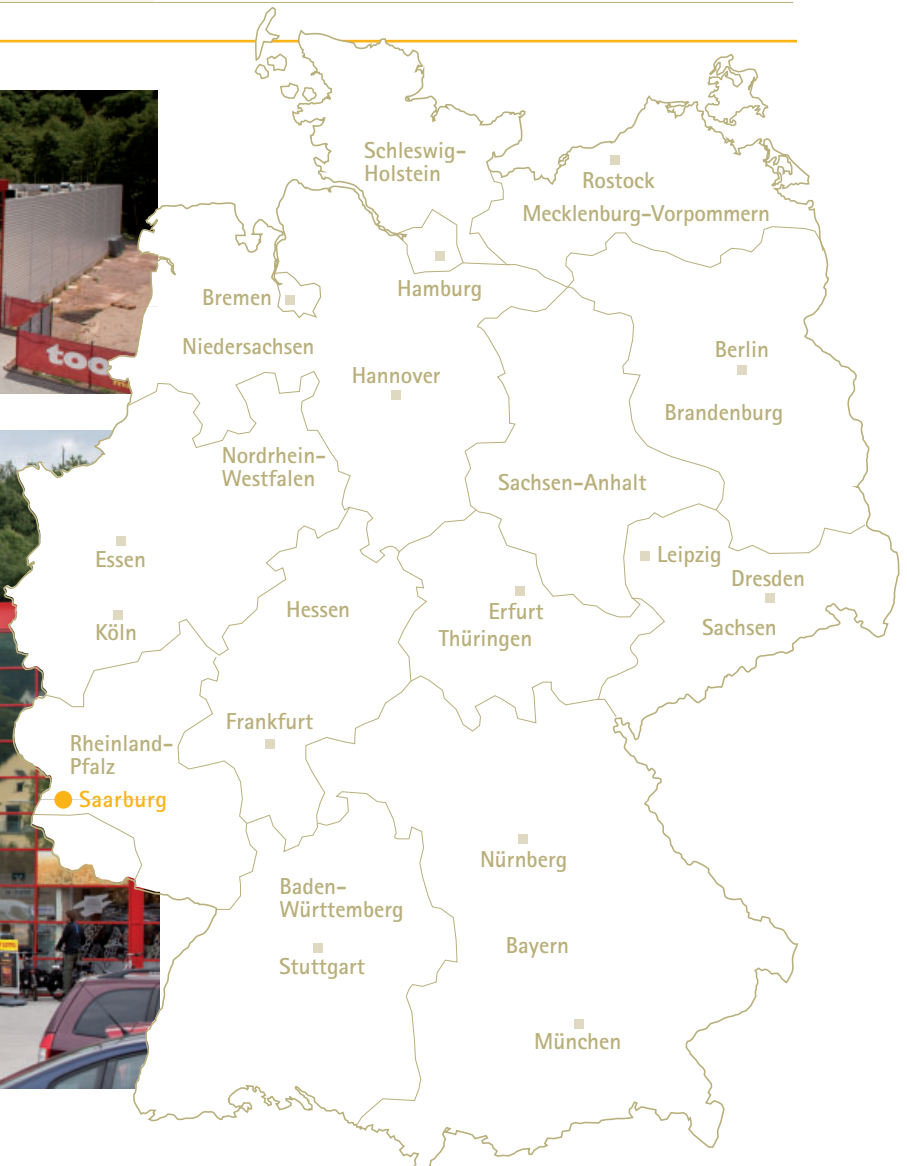 Schleswig-
Holstein
Rostock
Mecklenburg-Vorpommern
Hamburg
Bremen
Niedersachsen
Hannover
Berlin
Brandenburg
too
Nordrhein-
Westfalen
Sachsen-Anhalt
Essen
Leipzig
Dresden
Köln
Hessen
Erfurt
Thüringen
Sachsen
Frankfurt
Rheinland-
Pfalz
Saarburg
Nürnberg
Baden-
Württemberg
Bayern
Stuttgart
München